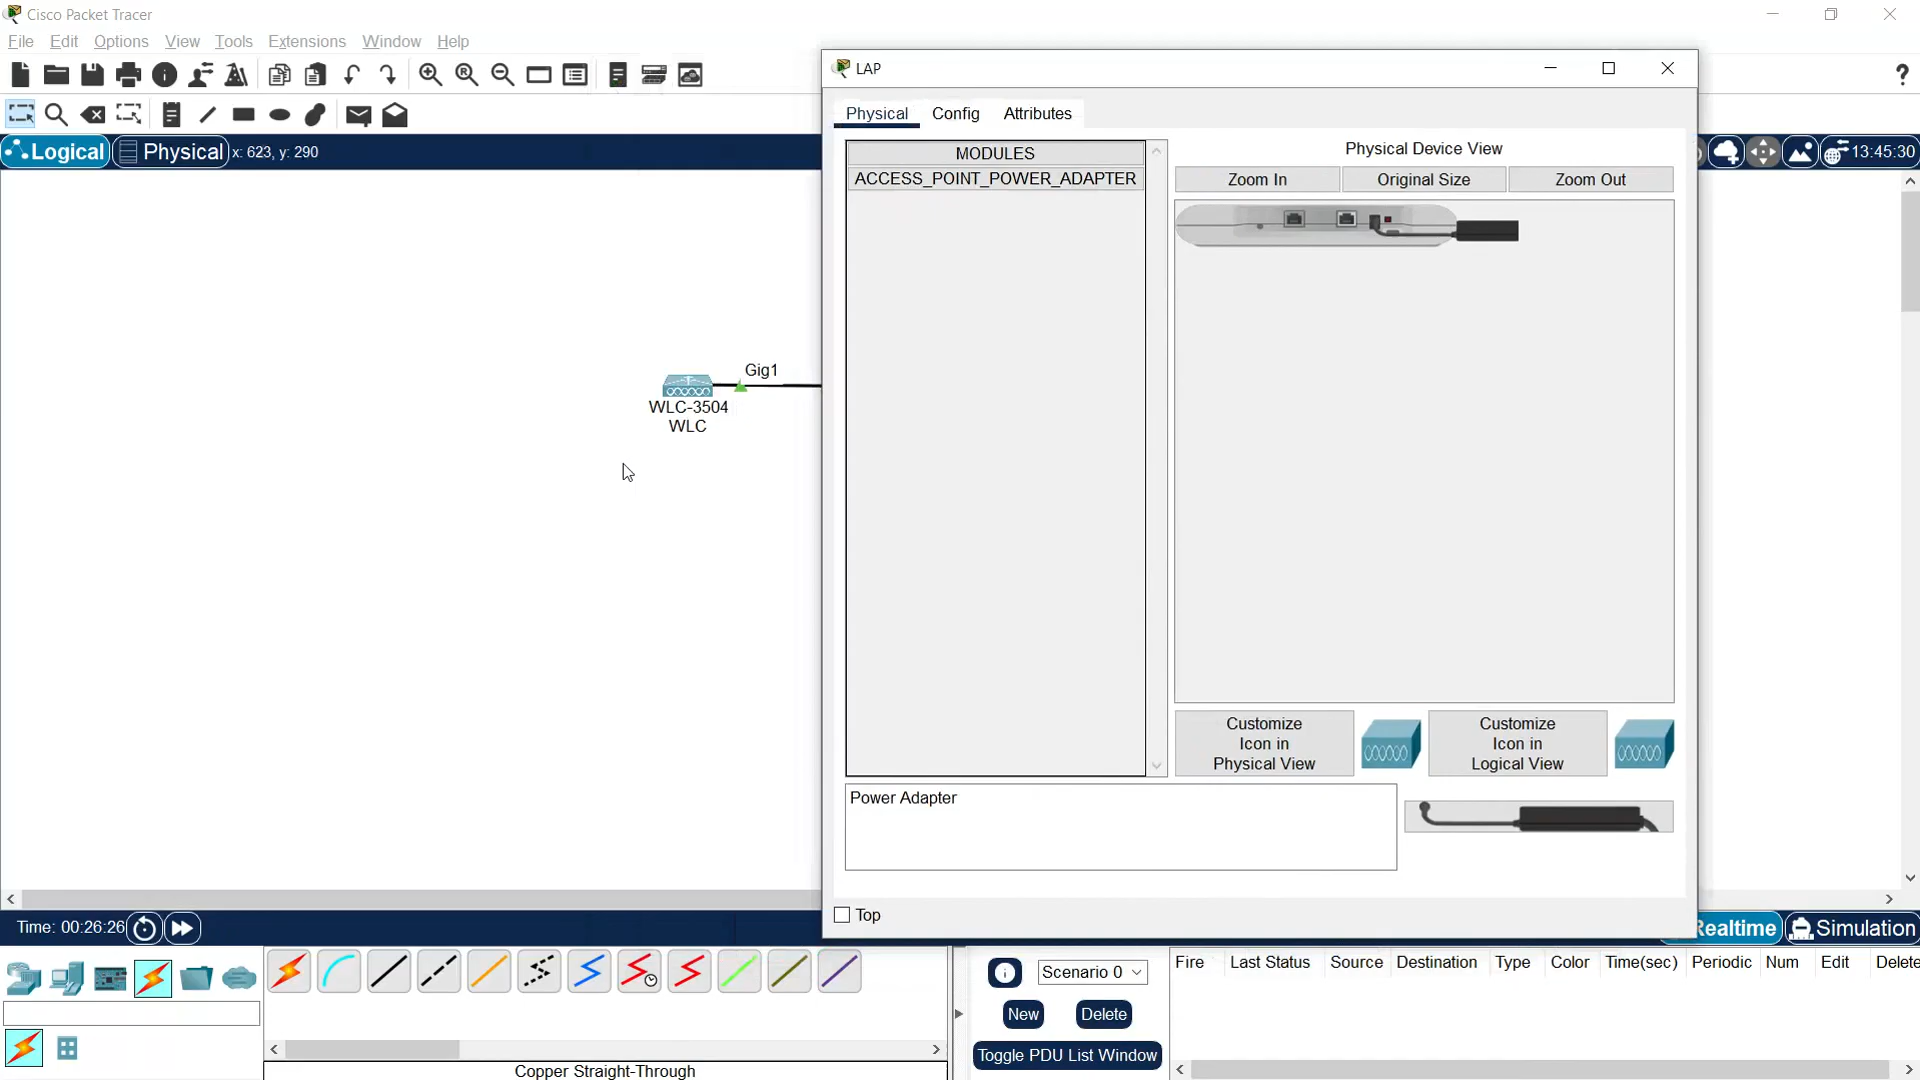 Cisco Packet Tracer
File Edit Options View Tools Extensions Window Help
Logical Physical x: 623, y: 290
13:45:30
LAP
Physical Config Attributes
MODULES
ACCESS_POINT_POWER_ADAPTER
Physical Device View
Zoom In Original Size Zoom Out
Gig1
WLC-3504
WLC
Customize
Icon in
Physical View
Customize
Icon in
Logical View
Power Adapter
Top
Time: 00:26:26
Realtime Simulation
Scenario 0
New Delete
Toggle PDU List Window
Fire Last Status Source Destination Type Color Time(sec) Periodic Num Edit Delete
Copper Straight-Through